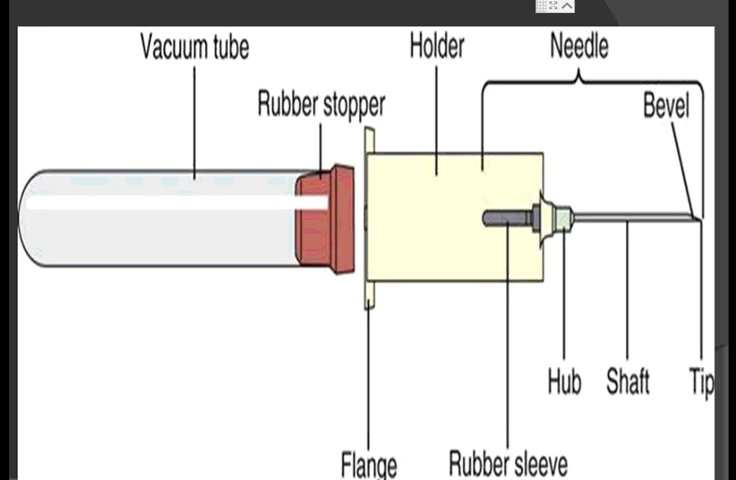 Vacuum tube
Holder
Needle
Rubber stopper
Bevel
Hub
Shaft
Tip
Flange
Rubber sleeve